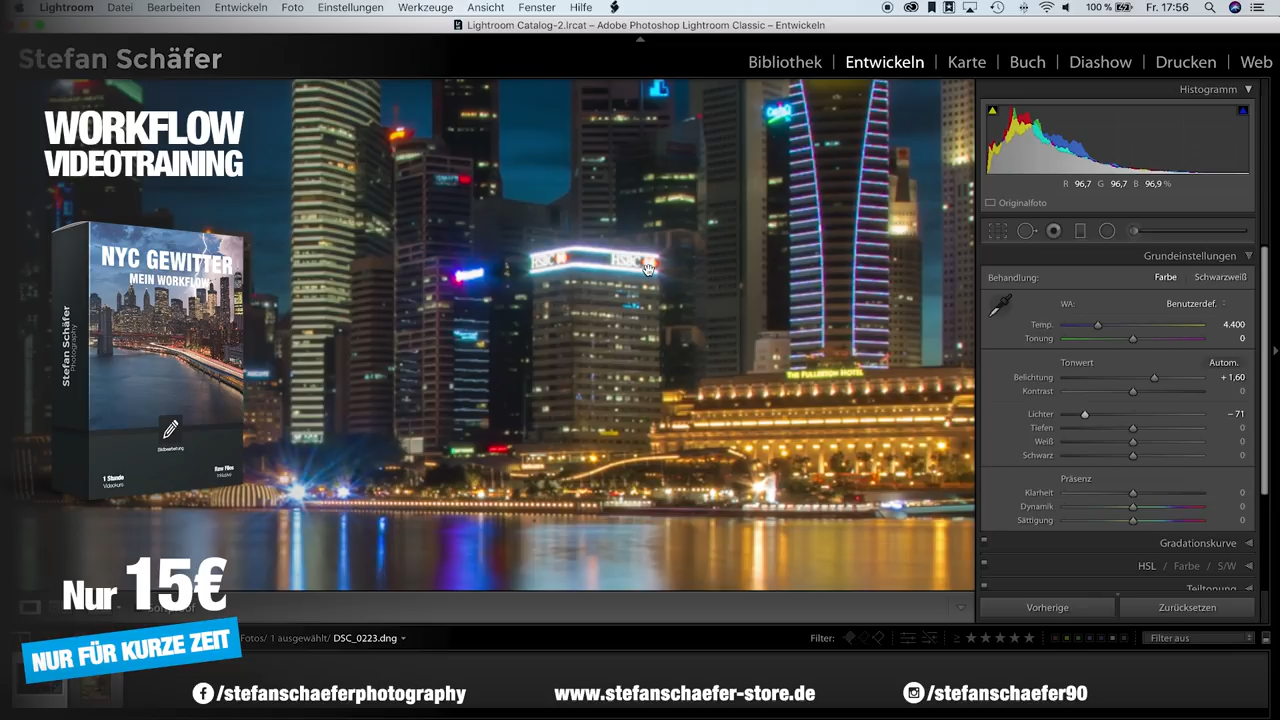 Lightroom Datei Bearbeiten Entwickeln Foto Einstellungen Werkzeuge Ansicht Fenster Hilfe 100 % Fr. 17:56
Lightroom Catalog-2.lrcat – Adobe Photoshop Lightroom Classic – Entwickeln
Stefan Schäfer
Bibliothek | Entwickeln | Karte | Buch | Diashow | Drucken | Web
WORKFLOW
VIDEOTRAINING
NYC GEWITTER
MEIN WORKFLOW
Stefan Schäfer
Photography
Bildbearbeitung
1 Stunde
Videokurs
Raw Files
Inklusive
HSBC
HSBC
THE FULLERTON HOTEL
Histogramm
R 96,7 G 96,7 B 96,9 %
Originalfoto
Grundeinstellungen
Behandlung: Farbe Schwarzweiß
WA: Benutzerdef.
Temp. 4.400
Tonung 0
Tonwert Autom.
Belichtung + 1,60
Kontrast 0
Lichter – 71
Tiefen 0
Weiß 0
Schwarz 0
Präsenz
Klarheit 0
Dynamik 0
Sättigung 0
Gradationskurve
HSL / Farbe / S/W
Teiltonung
Vorherige Zurücksetzen
Nur 15€
NUR FÜR KURZE ZEIT
Softproof
Fotos/ 1 ausgewählt/ DSC_0223.dng
Filter: Filter aus
/stefanschaeferphotography
www.stefanschaefer-store.de
/stefanschaefer90